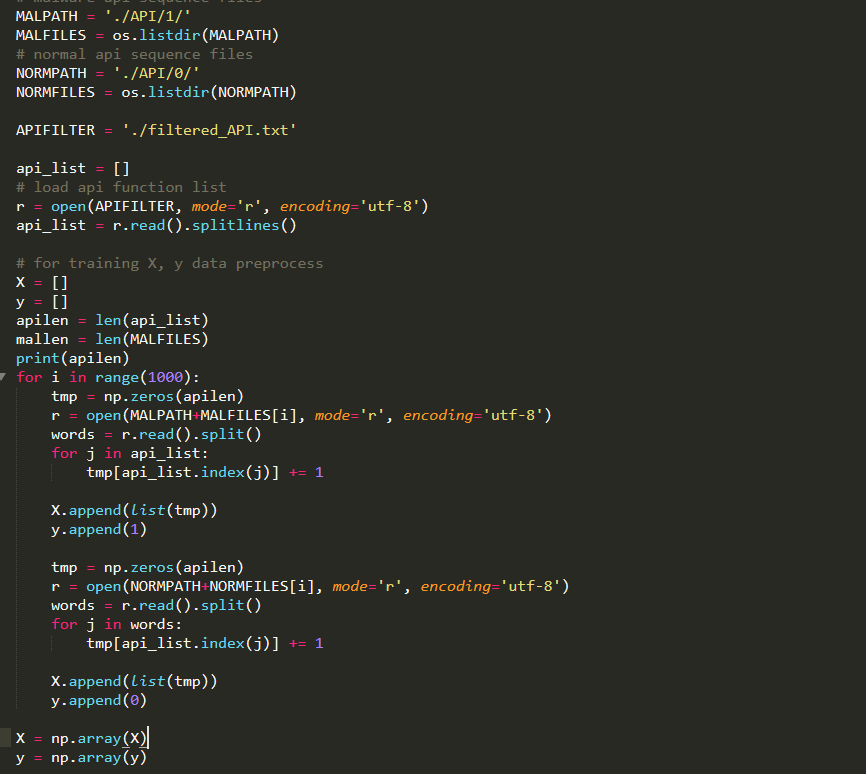 # malware api sequence files
MALPATH = './API/1/'
MALFILES = os.listdir(MALPATH)
# normal api sequence files
NORMPATH = './API/0/'
NORMFILES = os.listdir(NORMPATH)
APIFILTER = './filtered_API.txt'
api_list = []
# load api function list
r = open(APIFILTER, mode='r', encoding='utf-8')
api_list = r.read().splitlines()
# for training X, y data preprocess
X = []
y = []
apilen = len(api_list)
mallen = len(MALFILES)
print(apilen)
for i in range(1000):
    tmp = np.zeros(apilen)
    r = open(MALPATH+MALFILES[i], mode='r', encoding='utf-8')
    words = r.read().split()
    for j in api_list:
        tmp[api_list.index(j)] += 1
    X.append(list(tmp))
    y.append(1)
    tmp = np.zeros(apilen)
    r = open(NORMPATH+NORMFILES[i], mode='r', encoding='utf-8')
    words = r.read().split()
    for j in words:
        tmp[api_list.index(j)] += 1
    X.append(list(tmp))
    y.append(0)
X = np.array(X)
y = np.array(y)